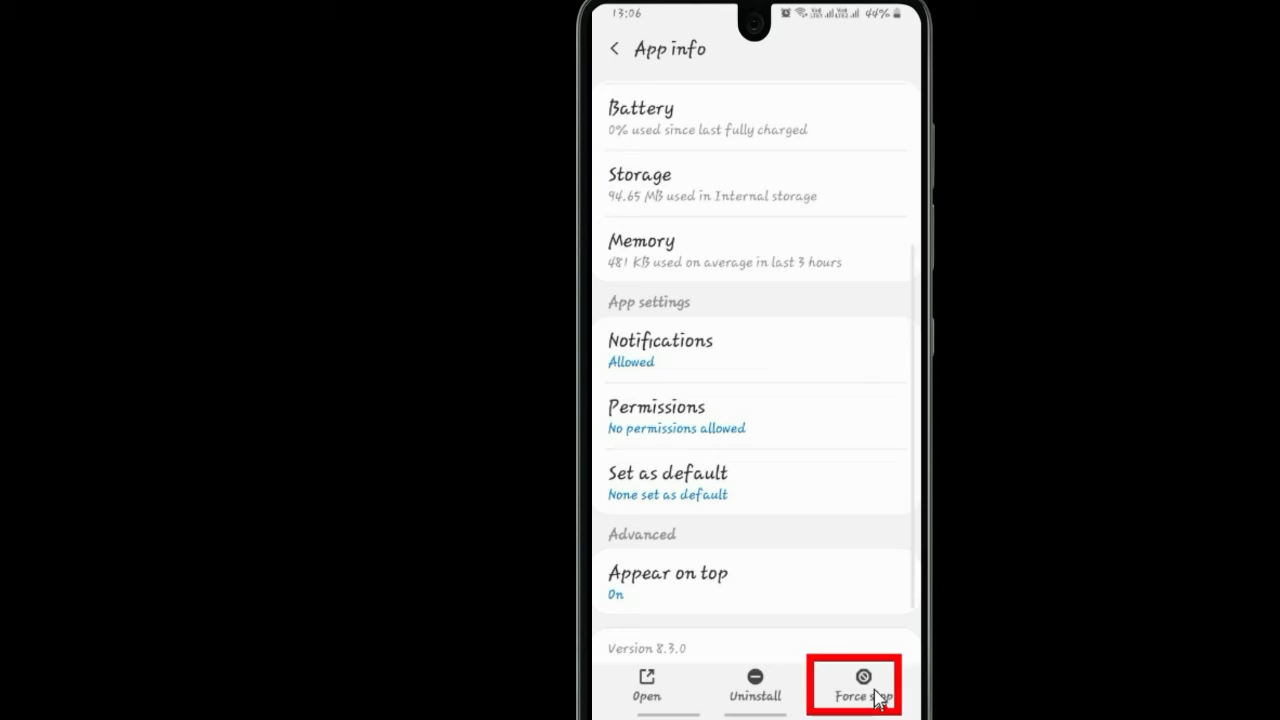 13:06 44%
App info
Battery
0% used since last fully charged
Storage
94.65 MB used in Internal storage
Memory
481 KB used on average in last 3 hours
App settings
Notifications
Allowed
Permissions
No permissions allowed
Set as default
None set as default
Advanced
Appear on top
On
Version 8.3.0
Open Uninstall Force stop